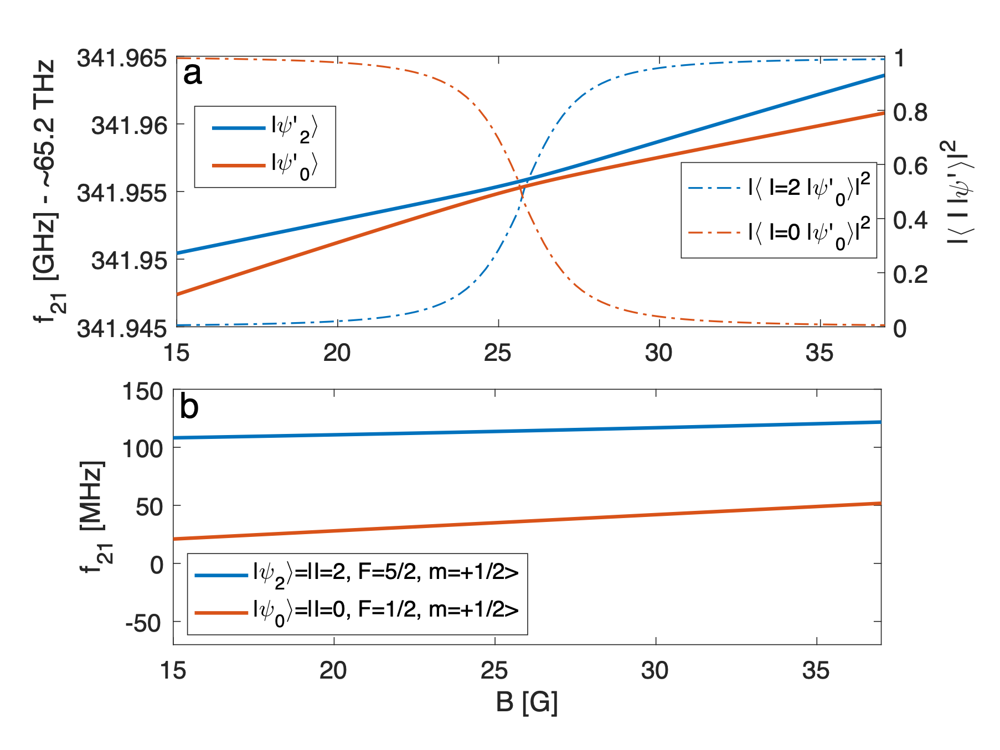 341.965
341.96
341.955
341.95
341.945
f21 [GHz] - ~65.2 THz
a
|ψ'2⟩
|ψ'0⟩
|⟨ I=2 |ψ'0⟩|2
|⟨ I=0 |ψ'0⟩|2
1
0.8
0.6
0.4
0.2
0
|⟨ I |ψ'⟩|2
15 20 25 30 35
150
100
50
0
-50
f21 [MHz]
b
|ψ2⟩=|I=2, F=5/2, m=+1/2>
|ψ0⟩=|I=0, F=1/2, m=+1/2>
15 20 25 30 35
B [G]